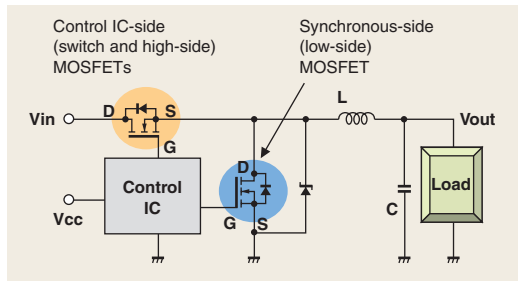 Control IC-side
(switch and high-side)
MOSFETs
Synchronous-side
(low-side)
MOSFET
L
Vin
D
S
Vout
G
D
Control
IC
Load
C
Vcc
G
S